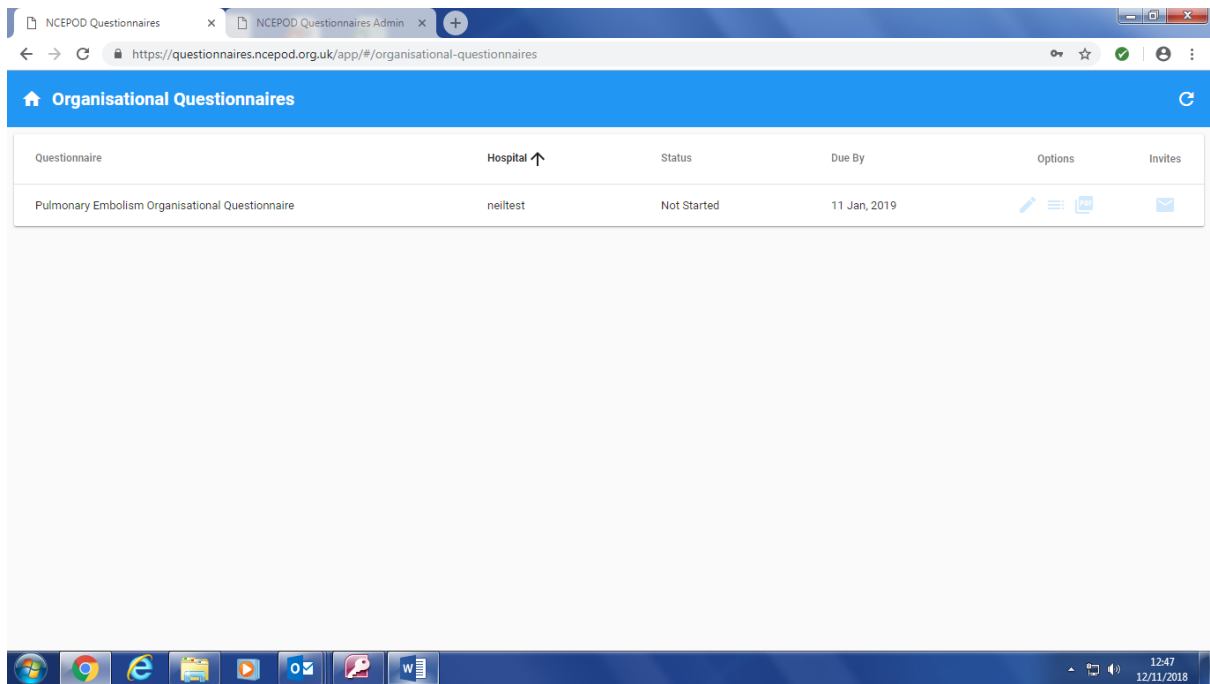 NCEPOD Questionnaires
NCEPOD Questionnaires Admin
https://questionnaires.ncepod.org.uk/app/#/organisational-questionnaires
Organisational Questionnaires
Questionnaire Hospital Status Due By Options Invites
Pulmonary Embolism Organisational Questionnaire neiltest Not Started 11 Jan, 2019 PDF
12:47
12/11/2018